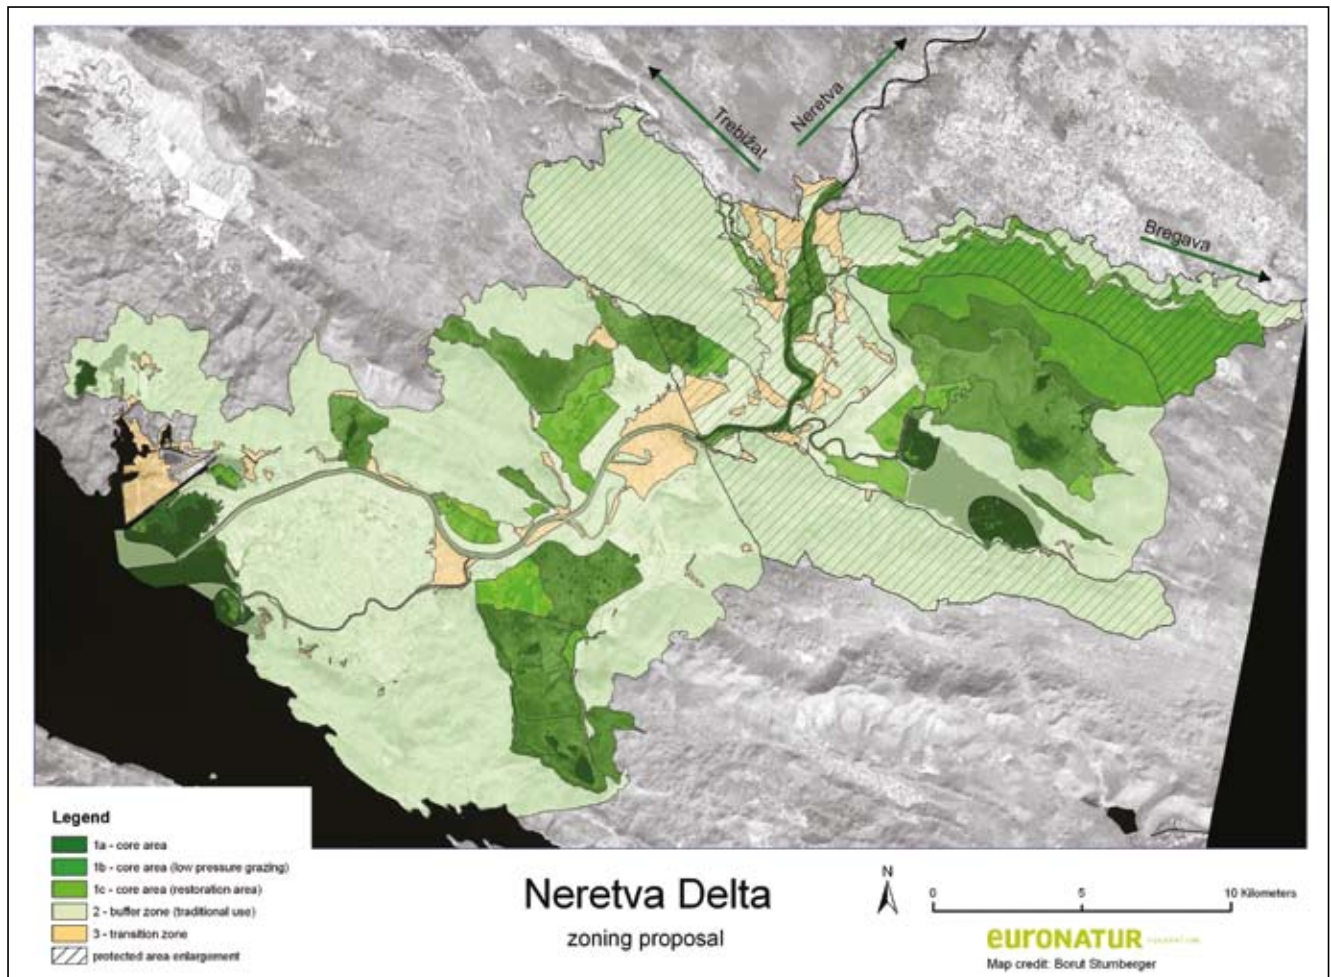 Trebižat
Neretva
Bregava
Legend
1a - core area
1b - core area (low pressure grazing)
1c - core area (restoration area)
2 - buffer zone (traditional use)
3 - transition zone
protected area enlargement
Neretva Delta
zoning proposal
N
0 5 10 Kilometers
euronatur
Map credit: Borut Stumberger